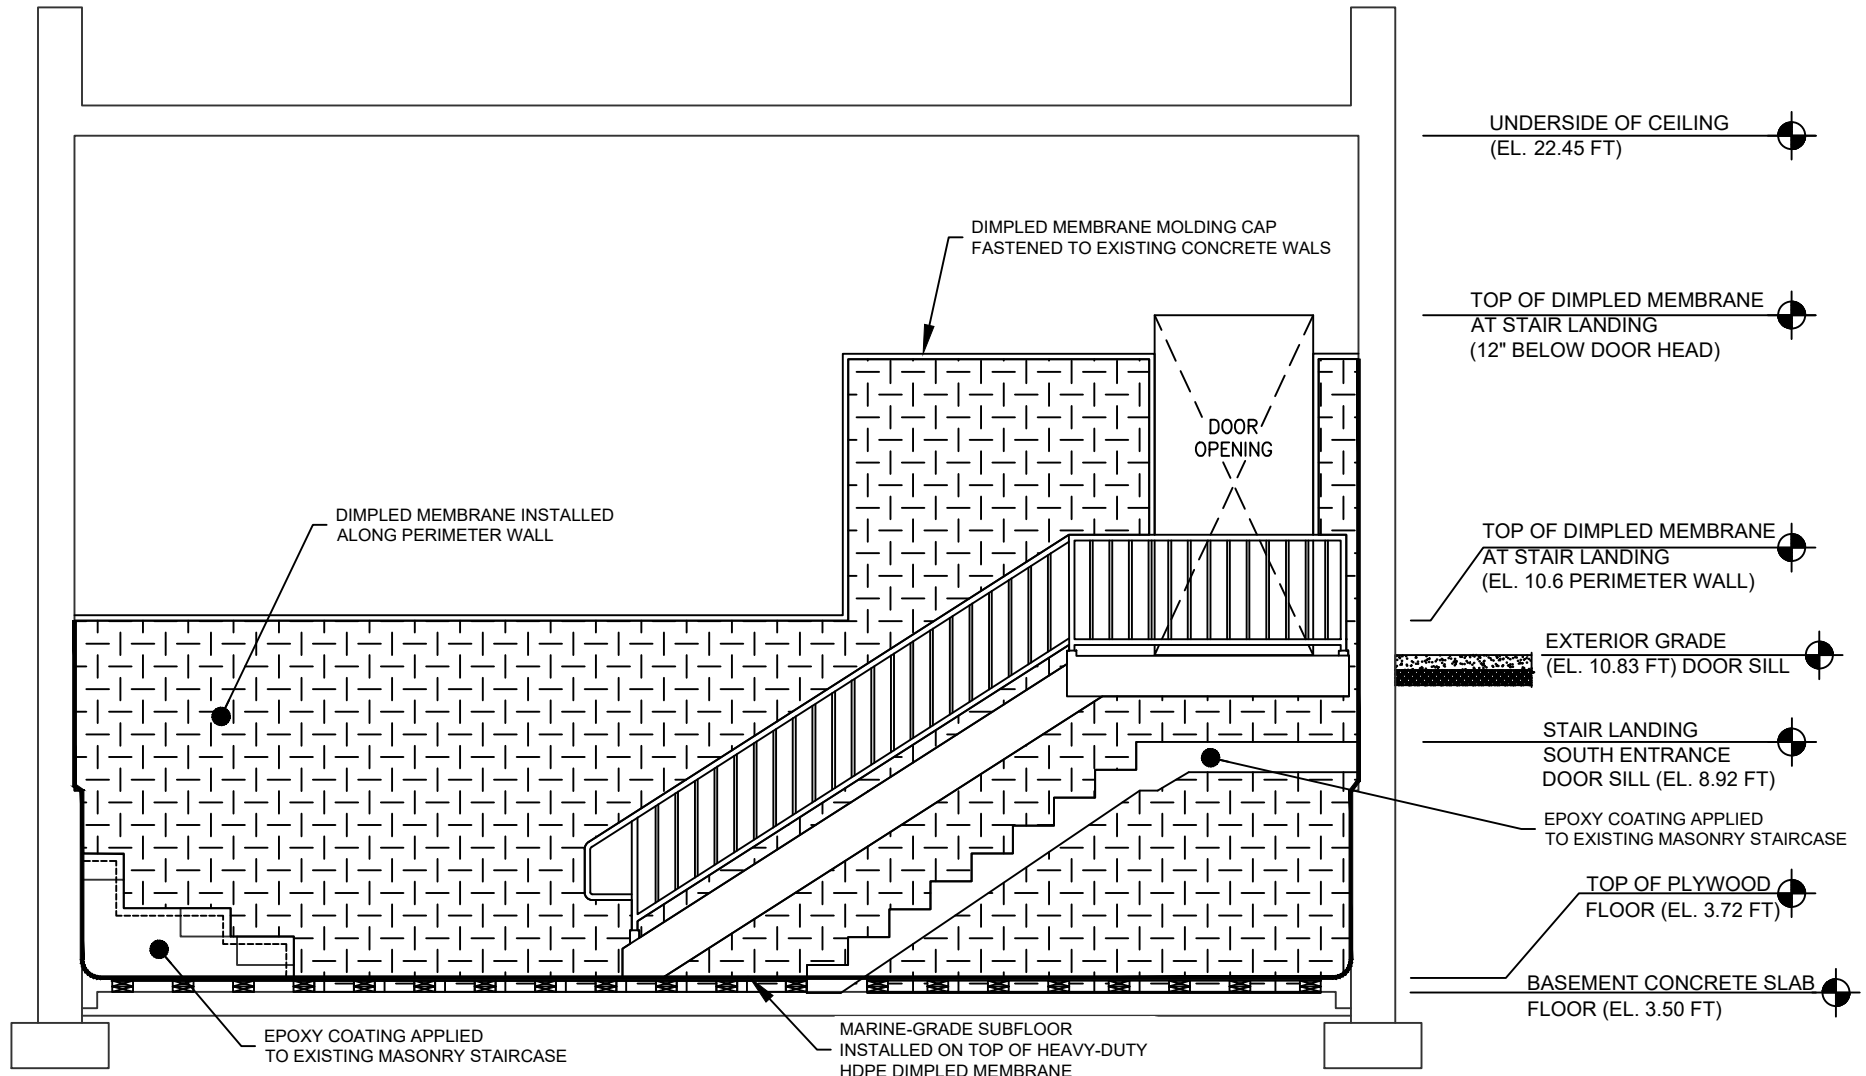 UNDERSIDE OF CEILING
(EL. 22.45 FT)
DIMPLED MEMBRANE MOLDING CAP
FASTENED TO EXISTING CONCRETE WALS
TOP OF DIMPLED MEMBRANE
AT STAIR LANDING
(12" BELOW DOOR HEAD)
DOOR
OPENING
DIMPLED MEMBRANE INSTALLED
ALONG PERIMETER WALL
TOP OF DIMPLED MEMBRANE
AT STAIR LANDING
(EL. 10.6 PERIMETER WALL)
EXTERIOR GRADE
(EL. 10.83 FT) DOOR SILL
STAIR LANDING
SOUTH ENTRANCE
DOOR SILL (EL. 8.92 FT)
EPOXY COATING APPLIED
TO EXISTING MASONRY STAIRCASE
TOP OF PLYWOOD
FLOOR (EL. 3.72 FT)
BASEMENT CONCRETE SLAB
FLOOR (EL. 3.50 FT)
EPOXY COATING APPLIED
TO EXISTING MASONRY STAIRCASE
MARINE-GRADE SUBFLOOR
INSTALLED ON TOP OF HEAVY-DUTY
HDPE DIMPLED MEMBRANE